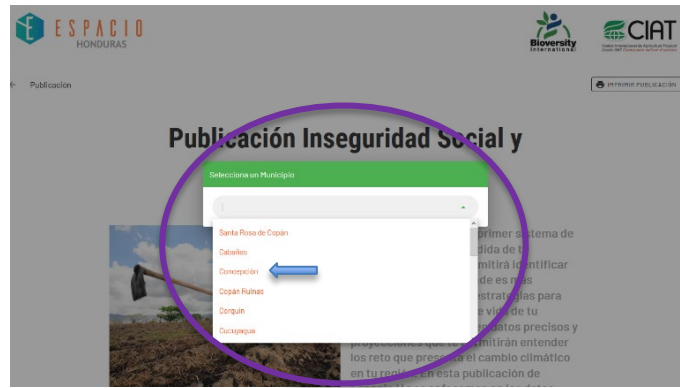 ESPACIO
HONDURAS
Bioversity
International
CIAT
← Publicación
IMPRIMIR PUBLICACIÓN
Publicación Inseguridad Social y
Selecciona un Municipio
Santa Rosa de Copán
Cabañas
Concepción
Copán Ruinas
Corquín
Cucuyagua
primer sistema de
dida de tu
mitirá identificar
de es más
estrategias para
e vida de tu
datos precisos y
proyecciones que te permitirán entender
los reto que presenta el cambio climático
en tu región. En esta publicación de